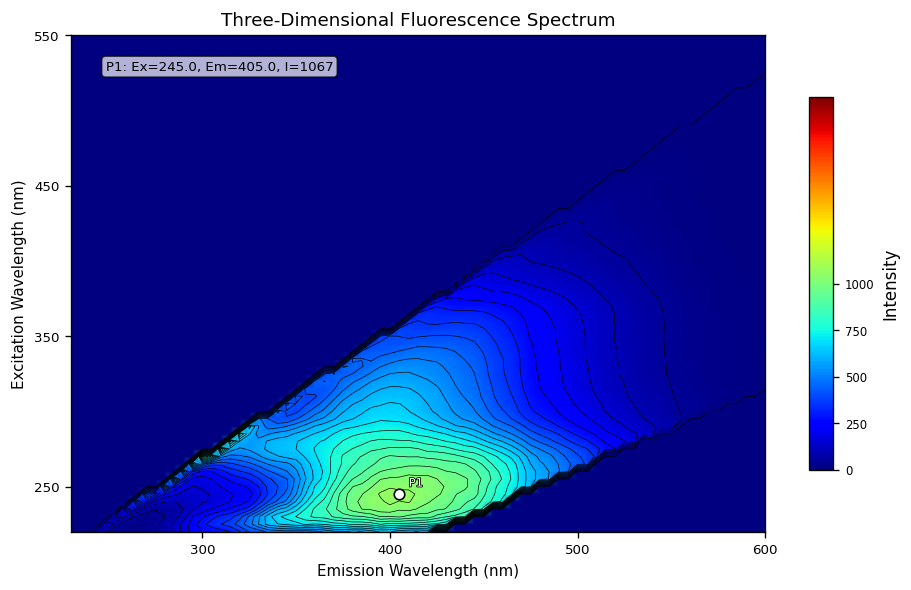 Three-Dimensional Fluorescence Spectrum
P1: Ex=245.0, Em=405.0, I=1067
P1
550
450
350
250
Excitation Wavelength (nm)
300
400
500
600
Emission Wavelength (nm)
1000
750
500
250
0
Intensity